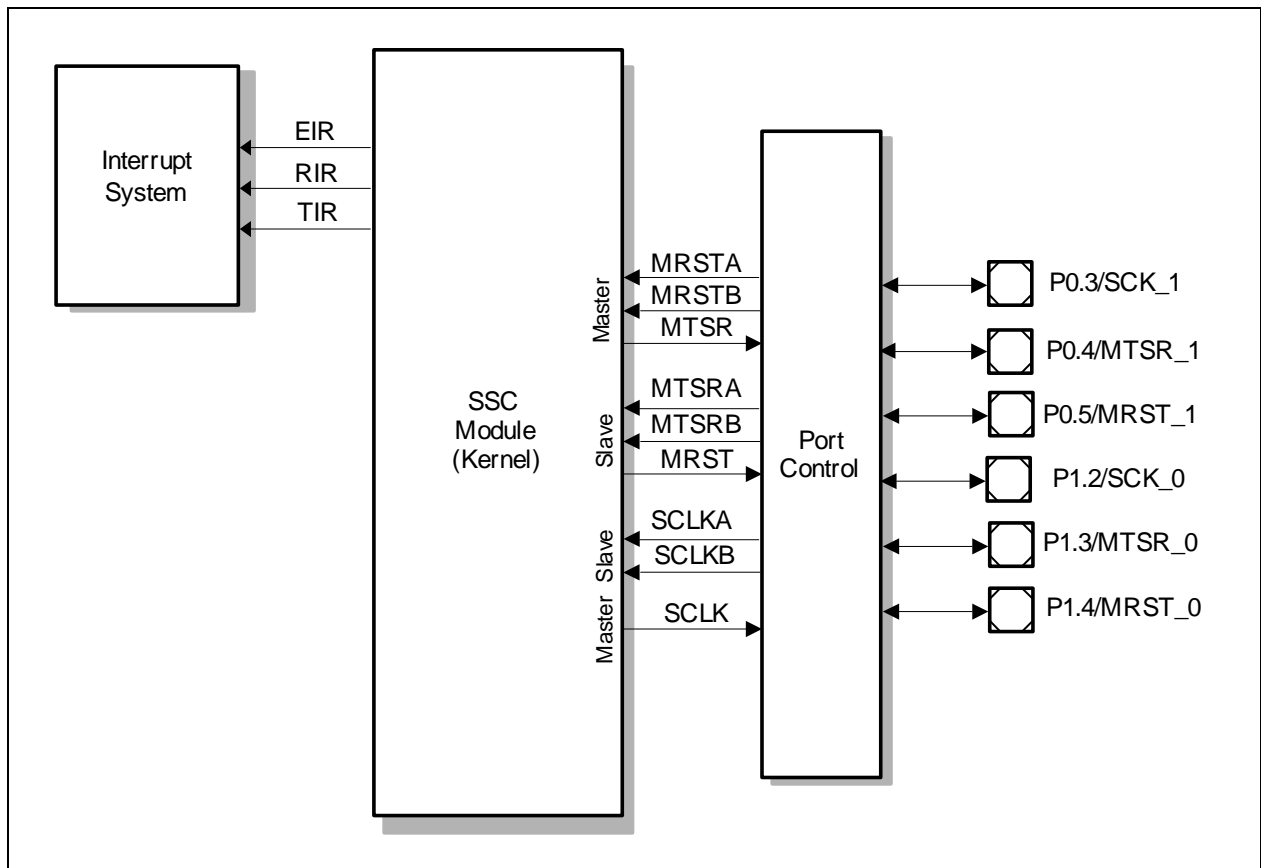 Interrupt
System
EIR
RIR
TIR
SSC
Module
(Kernel)
Master
MRSTA
MRSTB
MTSR
Slave
MTSRA
MTSRB
MRST
Slave
SCLKA
SCLKB
Master
SCLK
Port
Control
P0.3/SCK_1
P0.4/MTSR_1
P0.5/MRST_1
P1.2/SCK_0
P1.3/MTSR_0
P1.4/MRST_0